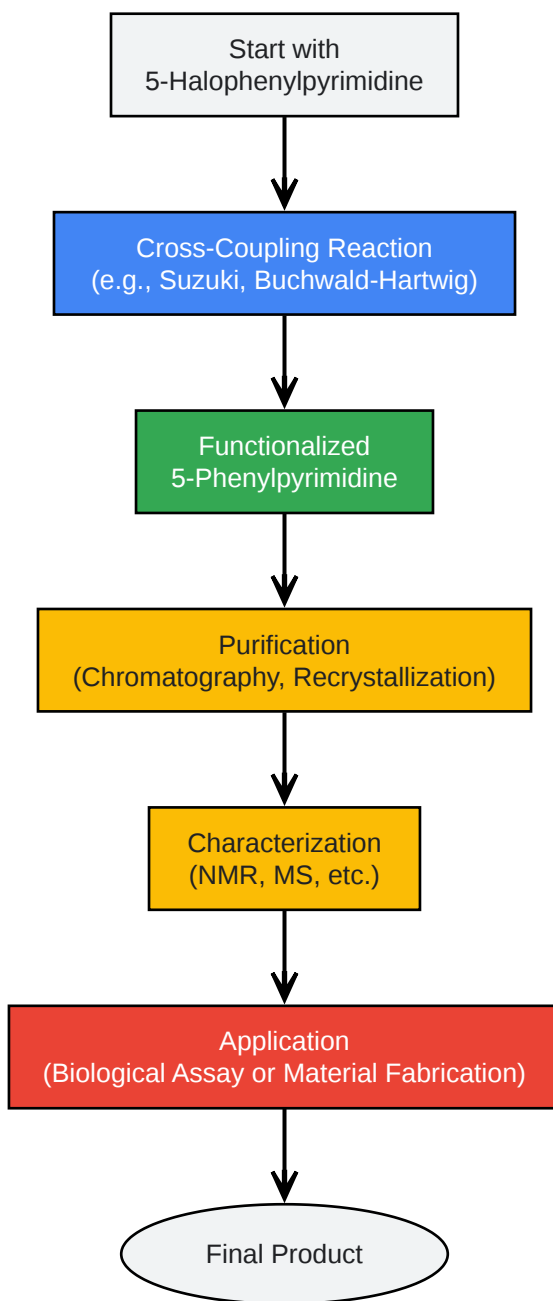 Start with
5-Halophenylpyrimidine
Cross-Coupling Reaction
(e.g., Suzuki, Buchwald-Hartwig)
Functionalized
5-Phenylpyrimidine
Purification
(Chromatography, Recrystallization)
Characterization
(NMR, MS, etc.)
Application
(Biological Assay or Material Fabrication)
Final Product